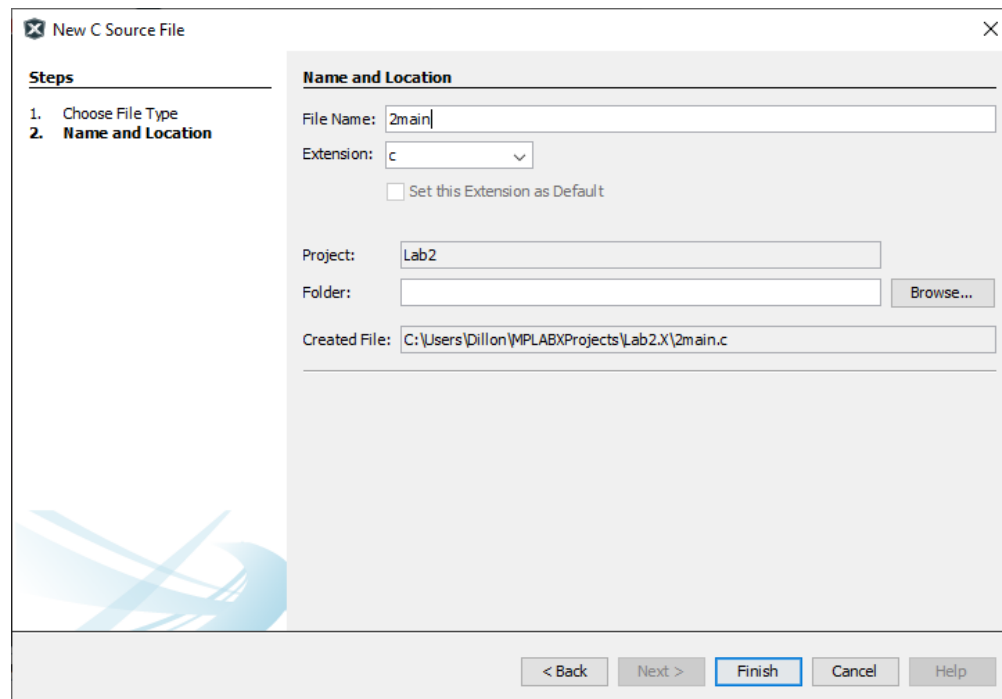 New C Source File
Steps
1. Choose File Type
2. Name and Location
Name and Location
File Name: 2main
Extension: c
Set this Extension as Default
Project: Lab2
Folder: Browse...
Created File: C:\Users\Dillon\MPLABXProjects\Lab2.X\2main.c
< Back Next > Finish Cancel Help